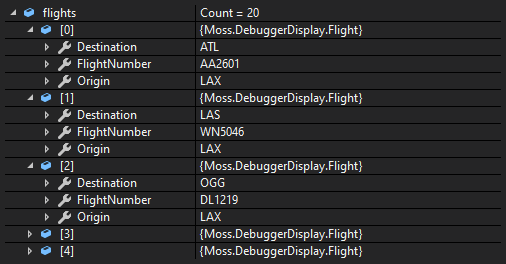 flights Count = 20
[0] {Moss.DebuggerDisplay.Flight}
Destination ATL
FlightNumber AA2601
Origin LAX
[1] {Moss.DebuggerDisplay.Flight}
Destination LAS
FlightNumber WN5046
Origin LAX
[2] {Moss.DebuggerDisplay.Flight}
Destination OGG
FlightNumber DL1219
Origin LAX
[3] {Moss.DebuggerDisplay.Flight}
[4] {Moss.DebuggerDisplay.Flight}